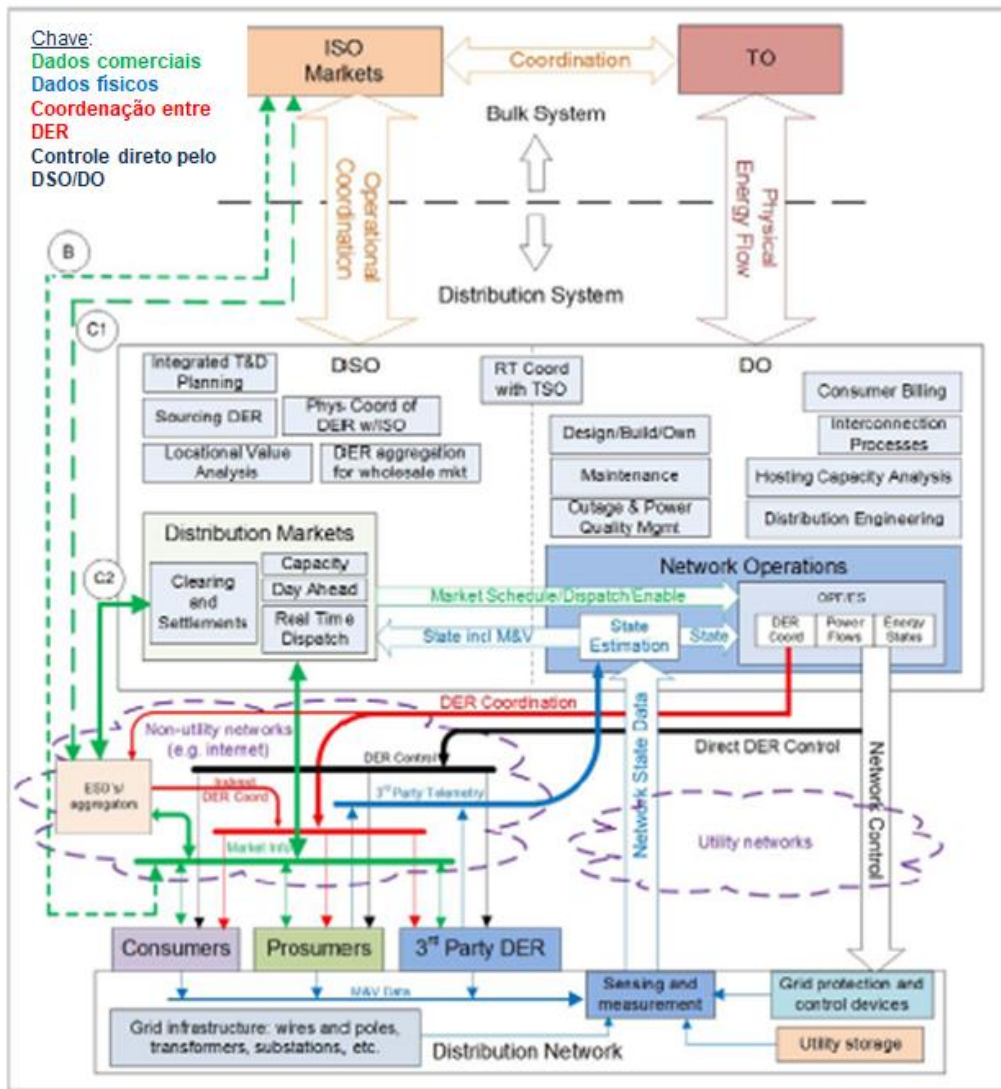 Chave:
Dados comerciais
Dados físicos
Coordenação entre
DER
Controle direto pelo
DSO/DO
ISO
Markets
Coordination
TO
Bulk System
Operational
Coordination
Physical
Energy Flow
Distribution System
B
C1
C2
DSO
DO
Integrated T&D
Planning
Sourcing DER
Phys. Coord of
DER w/ISO
Locational Value
Analysis
DER aggregation
for wholesale mkt
RT Coord
with TSO
Consumer Billing
Design/Build/Own
Interconnection
Processes
Maintenance
Hosting Capacity Analysis
Outage & Power
Quality Mgmt
Distribution Engineering
Distribution Markets
Clearing
and
Settlements
Capacity
Day Ahead
Real Time
Dispatch
Market Schedule/Dispatch/Enable
State incl M&V
Network Operations
State
Estimation
State
DER
Coord
Power
Flows
Energy
States
DER Coordination
Non-utility networks
(e.g. internet)
Direct DER Control
DER Control
aggregators
DER Coord
3rd Party Telemetry
Market Info
Network State Data
Utility networks
Network Control
Consumers
Prosumers
3rd Party DER
M&V Data
Sensing and
measurement
Grid protection and
control devices
Grid infrastructure: wires and poles,
transformers, substations, etc.
Distribution Network
Utility storage